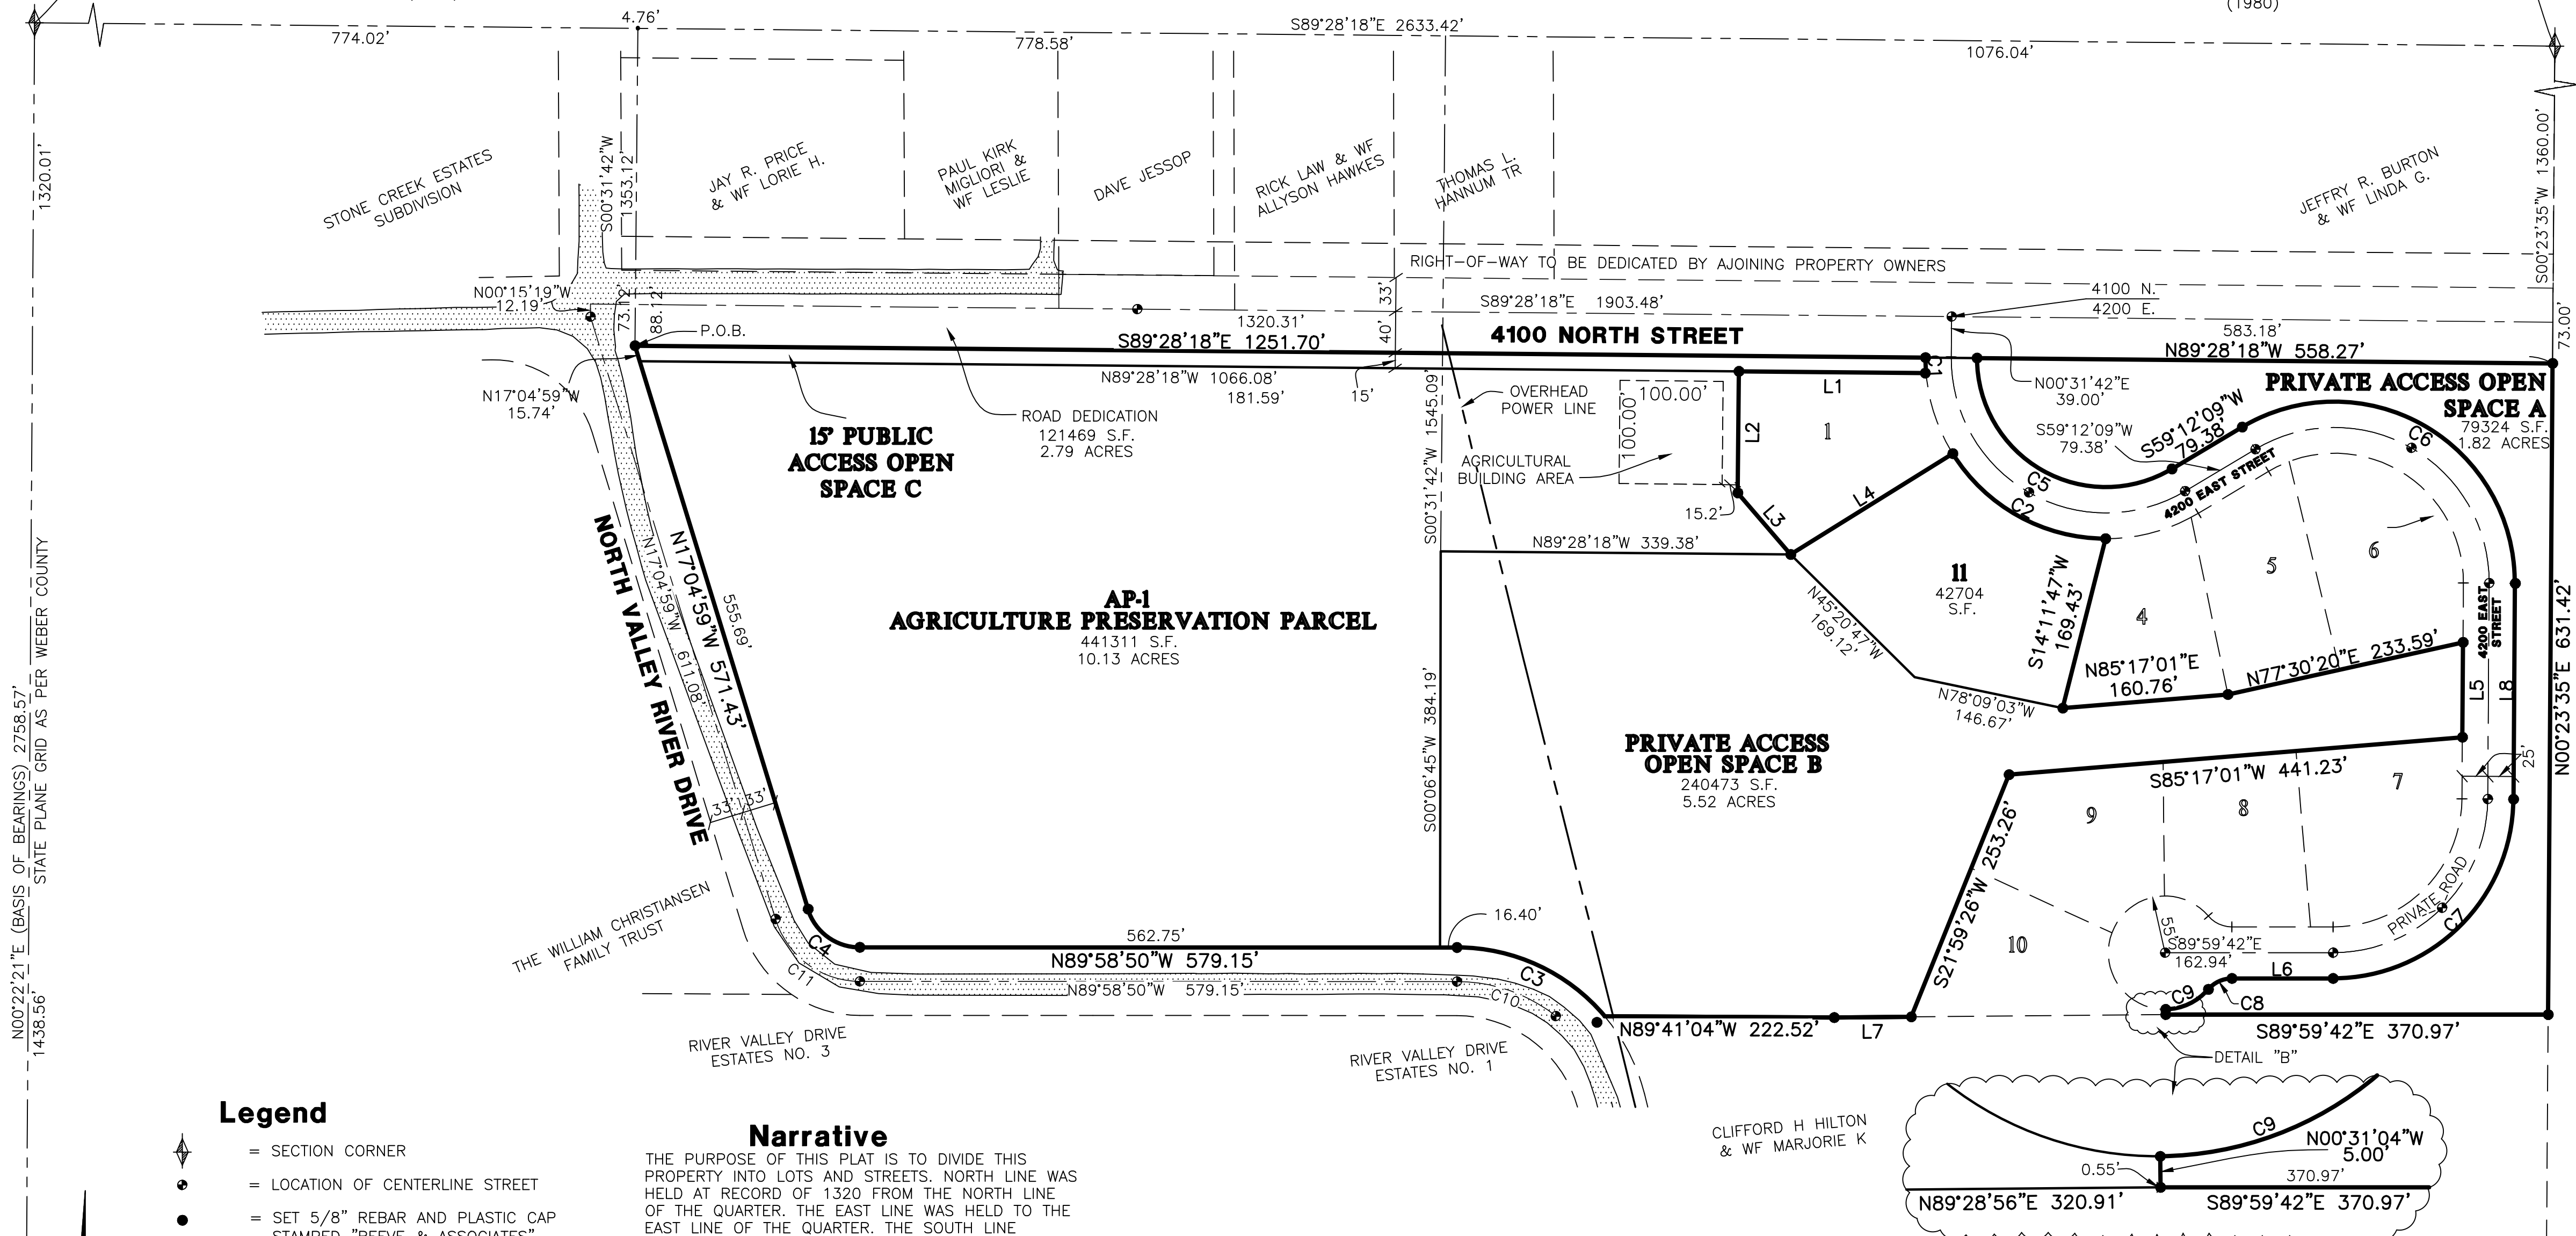 (1980)
4.76'
774.02'
778.58'
S89°28'18"E 2633.42'
1076.04'
1320.01'
S00°31'42"W
1353.12'
S00°23'35"W 1360.00'
STONE CREEK ESTATES
SUBDIVISION
JAY R. PRICE
& WF LORIE H.
PAUL KIRK
MIGLIORI &
WF LESLIE
DAVE JESSOP
RICK LAW & WF
ALLYSON HAWKES
THOMAS L.
HANNUM TR
JEFFRY R. BURTON
& WF LINDA G.
RIGHT-OF-WAY TO BE DEDICATED BY AJOINING PROPERTY OWNERS
N00°15'19"W
12.19'
73.12'
88.12'
P.O.B.
33'
40'
S89°28'18"E 1903.48'
1320.31'
4100 N.
4200 E.
583.18'
73.00'
S89°28'18"E 1251.70'
4100 NORTH STREET
C1
N89°28'18"W 558.27'
N89°28'18"W 1066.08'
181.59'
15'
N17°04'59"W
15.74'
ROAD DEDICATION
121469 S.F.
2.79 ACRES
15' PUBLIC
ACCESS OPEN
SPACE C
OVERHEAD
POWER LINE
100.00'
100.00'
AGRICULTURAL
BUILDING AREA
15.2'
L1
L2
1
L3
L4
N00°31'42"E
39.00'
PRIVATE ACCESS OPEN
SPACE A
79324 S.F.
1.82 ACRES
S59°12'09"W
79.38'
S59°12'09"W
79.38'
4200 EAST STREET
C5
C2
C6
S00°31'42"W 1545.09'
N89°28'18"W 339.38'
NORTH VALLEY RIVER DRIVE
N17°04'59"W 611.08'
N17°04'59"W 571.43'
555.69'
AP-1
AGRICULTURE PRESERVATION PARCEL
441311 S.F.
10.13 ACRES
11
42704
S.F.
N45°20'47"W
169.12'
S14°11'47"W
169.43'
4
5
6
4200 EAST
STREET
N85°17'01"E
160.76'
N77°30'20"E 233.59'
N78°09'03"W
146.67'
L5
L8
N00°23'35"E 631.42'
S00°06'45"W 384.19'
PRIVATE ACCESS
OPEN SPACE B
240473 S.F.
5.52 ACRES
S85°17'01"W 441.23'
25'
7
8
9
10
33'
33'
N00°22'21"E (BASIS OF BEARINGS) 2758.57'
STATE PLANE GRID AS PER WEBER COUNTY
1438.56'
THE WILLIAM CHRISTIANSEN
FAMILY TRUST
C4
C11
562.75'
N89°58'50"W 579.15'
N89°58'50"W 579.15'
16.40'
C3
C10
S21°59'26"W 253.26'
PRIVATE ROAD
C7
55'
S89°59'42"E
162.94'
L6
C9
C8
N89°41'04"W 222.52'
L7
S89°59'42"E 370.97'
RIVER VALLEY DRIVE
ESTATES NO. 3
RIVER VALLEY DRIVE
ESTATES NO. 1
DETAIL "B"
CLIFFORD H HILTON
& WF MARJORIE K
C9
N00°31'04"W
5.00'
0.55'
370.97'
N89°28'56"E 320.91'
S89°59'42"E 370.97'
Legend
= SECTION CORNER
= LOCATION OF CENTERLINE STREET
= SET 5/8" REBAR AND PLASTIC CAP
STAMPED "REEVE & ASSOCIATES"
Narrative
THE PURPOSE OF THIS PLAT IS TO DIVIDE THIS
PROPERTY INTO LOTS AND STREETS. NORTH LINE WAS
HELD AT RECORD OF 1320 FROM THE NORTH LINE
OF THE QUARTER. THE EAST LINE WAS HELD TO THE
EAST LINE OF THE QUARTER. THE SOUTH LINE